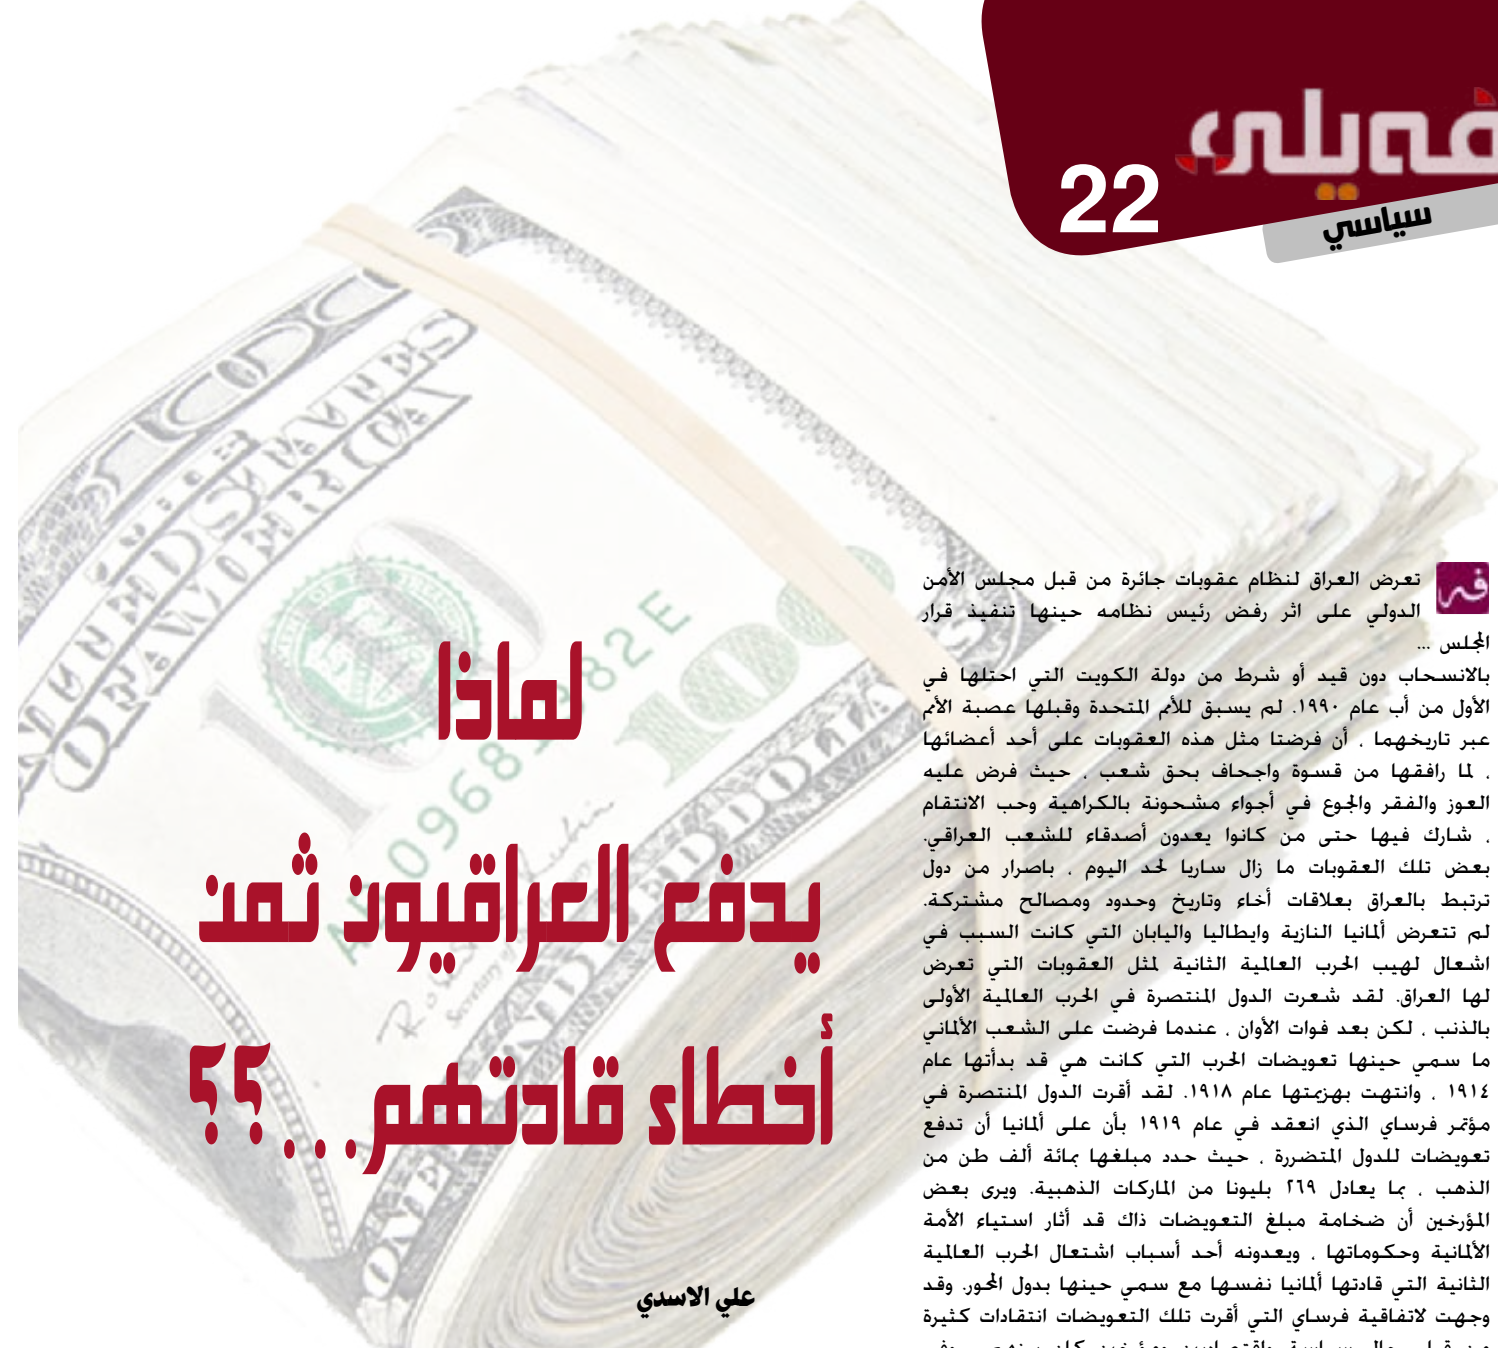 فەیلی
22
سياسي
لماذا
يدفع العراقيون ثمن
أخطاء قادتهم...؟؟
علي الاسدي
تعرض العراق لنظام عقوبات جائرة من قبل مجلس الأمن
الدولي على اثر رفض رئيس نظامه حينها تنفيذ قرار
المجلس ...
بالانسحاب دون قيد أو شرط من دولة الكويت التي احتلها في
الأول من أب عام ١٩٩٠. لم يسبق للأمم المتحدة وقبلها عصبة الأمم
عبر تاريخهما ، أن فرضتا مثل هذه العقوبات على أحد أعضائها
، لما رافقها من قسوة واجحاف بحق شعب ، حيث فرض عليه
العوز والفقر والجوع في أجواء مشحونة بالكراهية وحب الانتقام
، شارك فيها حتى من كانوا يعدون أصدقاء للشعب العراقي.
بعض تلك العقوبات ما زال ساريا لحد اليوم ، باصرار من دول
ترتبط بالعراق بعلاقات أخاء وتاريخ وحدود ومصالح مشتركة.
لم تتعرض ألمانيا النازية وايطاليا واليابان التي كانت السبب في
اشعال لهيب الحرب العالمية الثانية لمثل العقوبات التي تعرض
لها العراق. لقد شعرت الدول المنتصرة في الحرب العالمية الأولى
بالذنب ، لكن بعد فوات الأوان ، عندما فرضت على الشعب الألماني
ما سمي حينها تعويضات الحرب التي كانت هي قد بدأتها عام
١٩١٤ ، وانتهت بهزيمتها عام ١٩١٨. لقد أقرت الدول المنتصرة في
مؤتمر فرساي الذي انعقد في عام ١٩١٩ بأن على ألمانيا أن تدفع
تعويضات للدول المتضررة ، حيث حدد مبلغها بمائة ألف طن من
الذهب ، بما يعادل ٢٦٩ بليونا من الماركات الذهبية. ويرى بعض
المؤرخين أن ضخامة مبلغ التعويضات ذاك قد أثار استياء الأمة
الألمانية وحكوماتها ، ويعدونه أحد أسباب اشتعال الحرب العالمية
الثانية التي قادتها ألمانيا نفسها مع سمي حينها بدول المحور. وقد
وجهت لاتفاقية فرساي التي أقرت تلك التعويضات انتقادات كثيرة